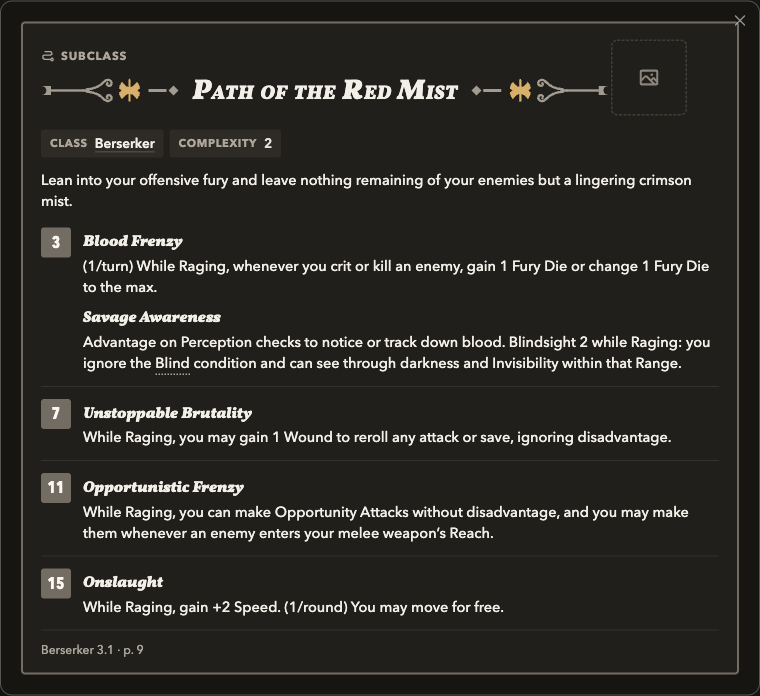 SUBCLASS
PATH OF THE RED MIST
CLASS Berserker COMPLEXITY 2
Lean into your offensive fury and leave nothing remaining of your enemies but a lingering crimson
mist.
3 Blood Frenzy
(1/turn) While Raging, whenever you crit or kill an enemy, gain 1 Fury Die or change 1 Fury Die
to the max.
Savage Awareness
Advantage on Perception checks to notice or track down blood. Blindsight 2 while Raging: you
ignore the Blind condition and can see through darkness and Invisibility within that Range.
7 Unstoppable Brutality
While Raging, you may gain 1 Wound to reroll any attack or save, ignoring disadvantage.
11 Opportunistic Frenzy
While Raging, you can make Opportunity Attacks without disadvantage, and you may make
them whenever an enemy enters your melee weapon’s Reach.
15 Onslaught
While Raging, gain +2 Speed. (1/round) You may move for free.
Berserker 3.1 · p. 9